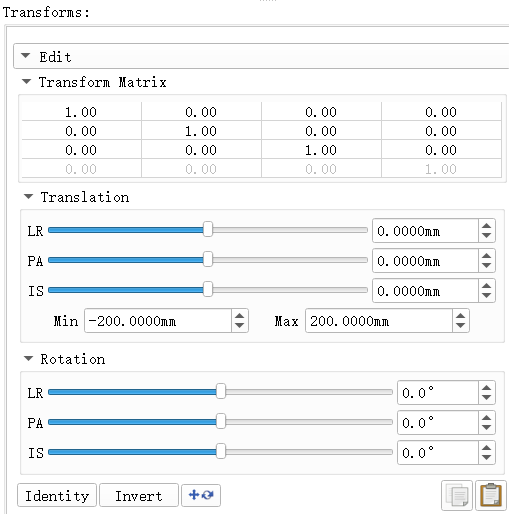 Transforms:
Edit
Transform Matrix
1.00 0.00 0.00 0.00
0.00 1.00 0.00 0.00
0.00 0.00 1.00 0.00
0.00 0.00 0.00 1.00
Translation
LR 0.0000mm
PA 0.0000mm
IS 0.0000mm
Min -200.0000mm Max 200.0000mm
Rotation
LR 0.0°
PA 0.0°
IS 0.0°
Identity Invert